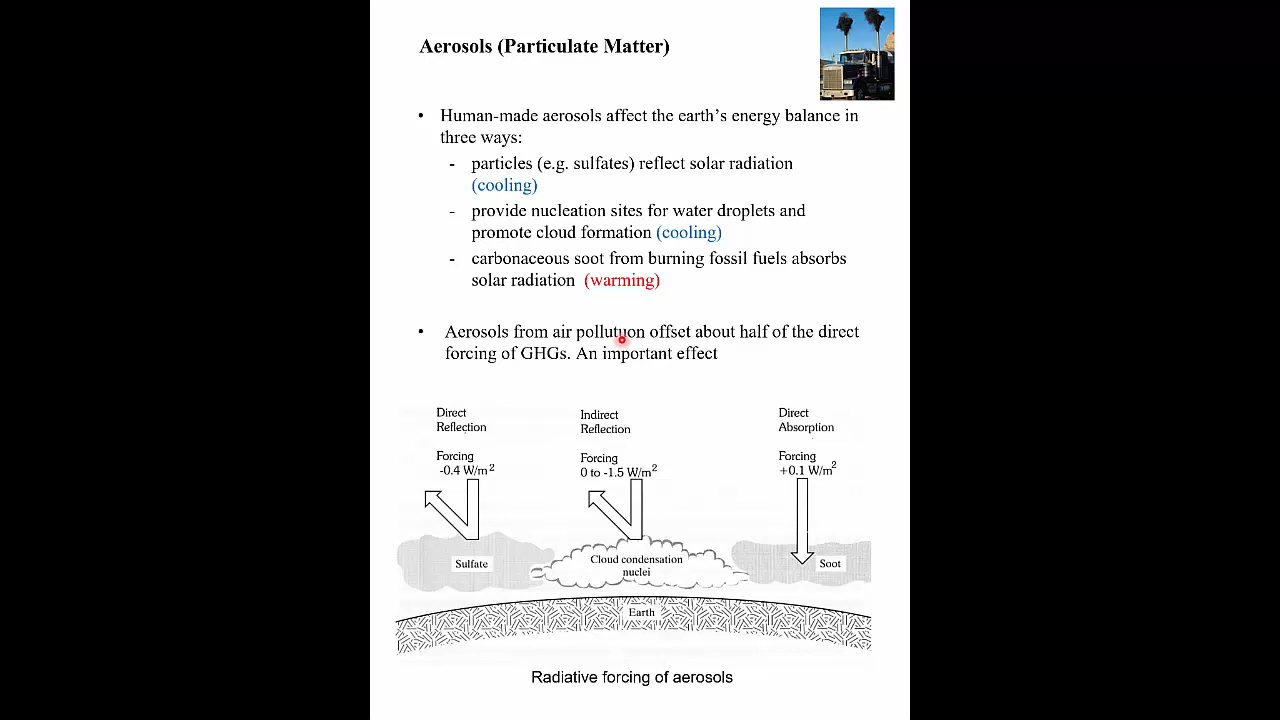 Aerosols (Particulate Matter)
• Human-made aerosols affect the earth's energy balance in
three ways:
- particles (e.g. sulfates) reflect solar radiation
(cooling)
- provide nucleation sites for water droplets and
promote cloud formation (cooling)
- carbonaceous soot from burning fossil fuels absorbs
solar radiation (warming)
• Aerosols from air pollutuon offset about half of the direct
forcing of GHGs. An important effect
Direct
Reflection
Forcing
-0.4 W/m²
Indirect
Reflection
Forcing
0 to -1.5 W/m²
Direct
Absorption
Forcing
+0.1 W/m²
Sulfate
Cloud condensation
nuclei
Soot
Earth
Radiative forcing of aerosols